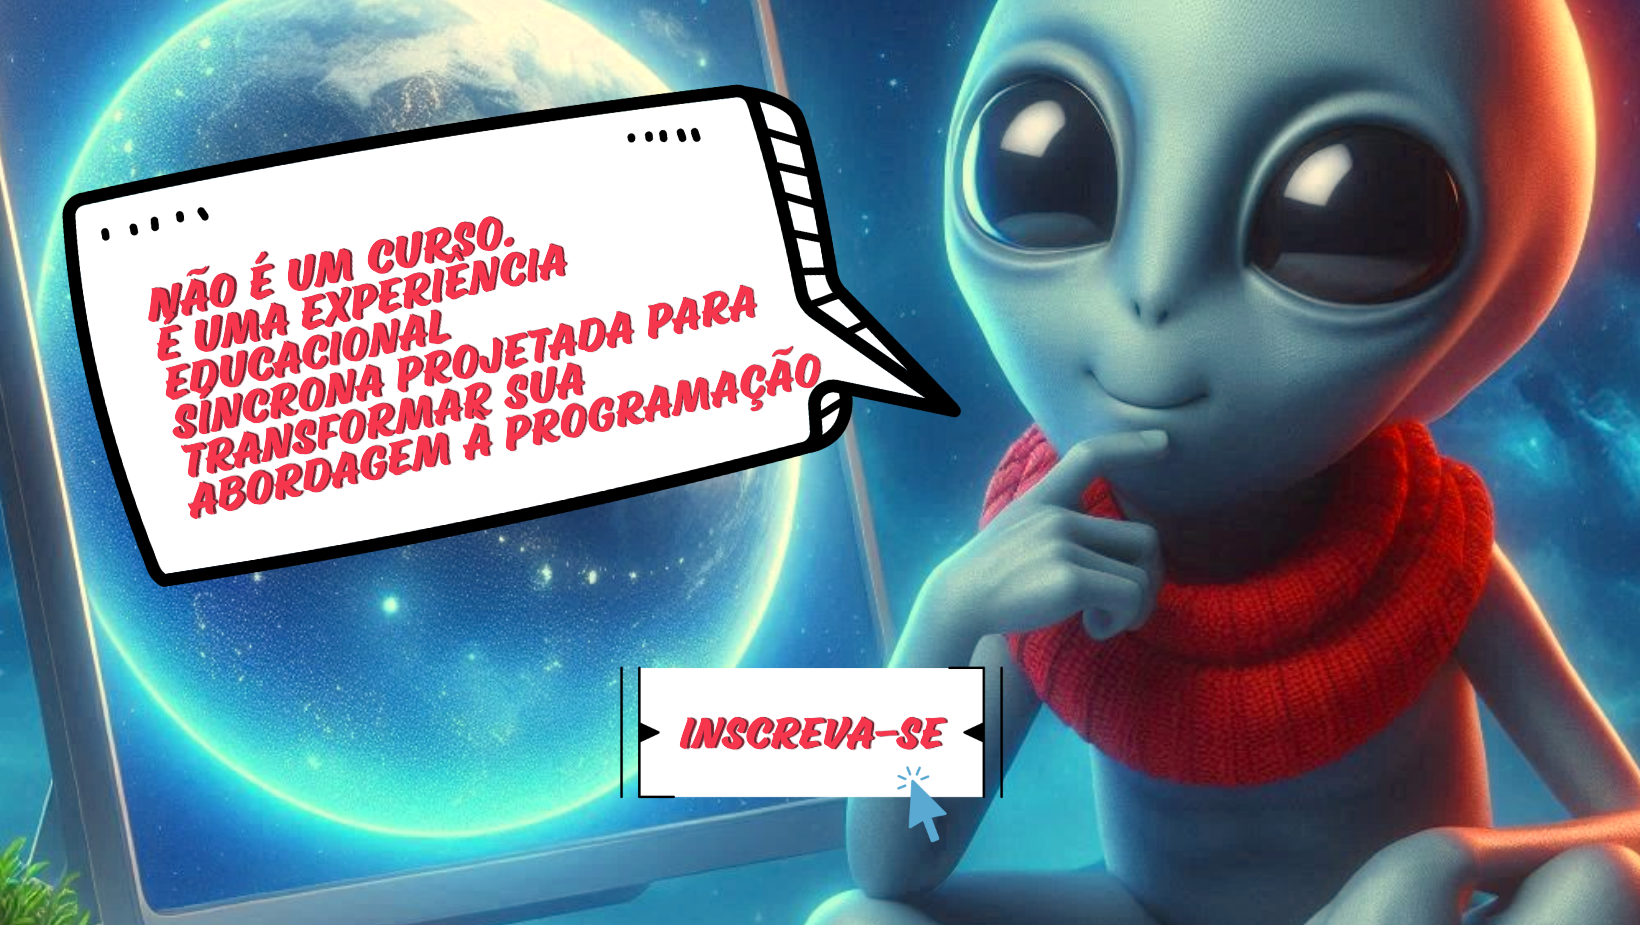 NÃO É UM CURSO.
É UMA EXPERIÊNCIA
EDUCACIONAL
SÍNCRONA PROJETADA PARA
TRANSFORMAR SUA
ABORDAGEM À PROGRAMAÇÃO
INSCREVA-SE